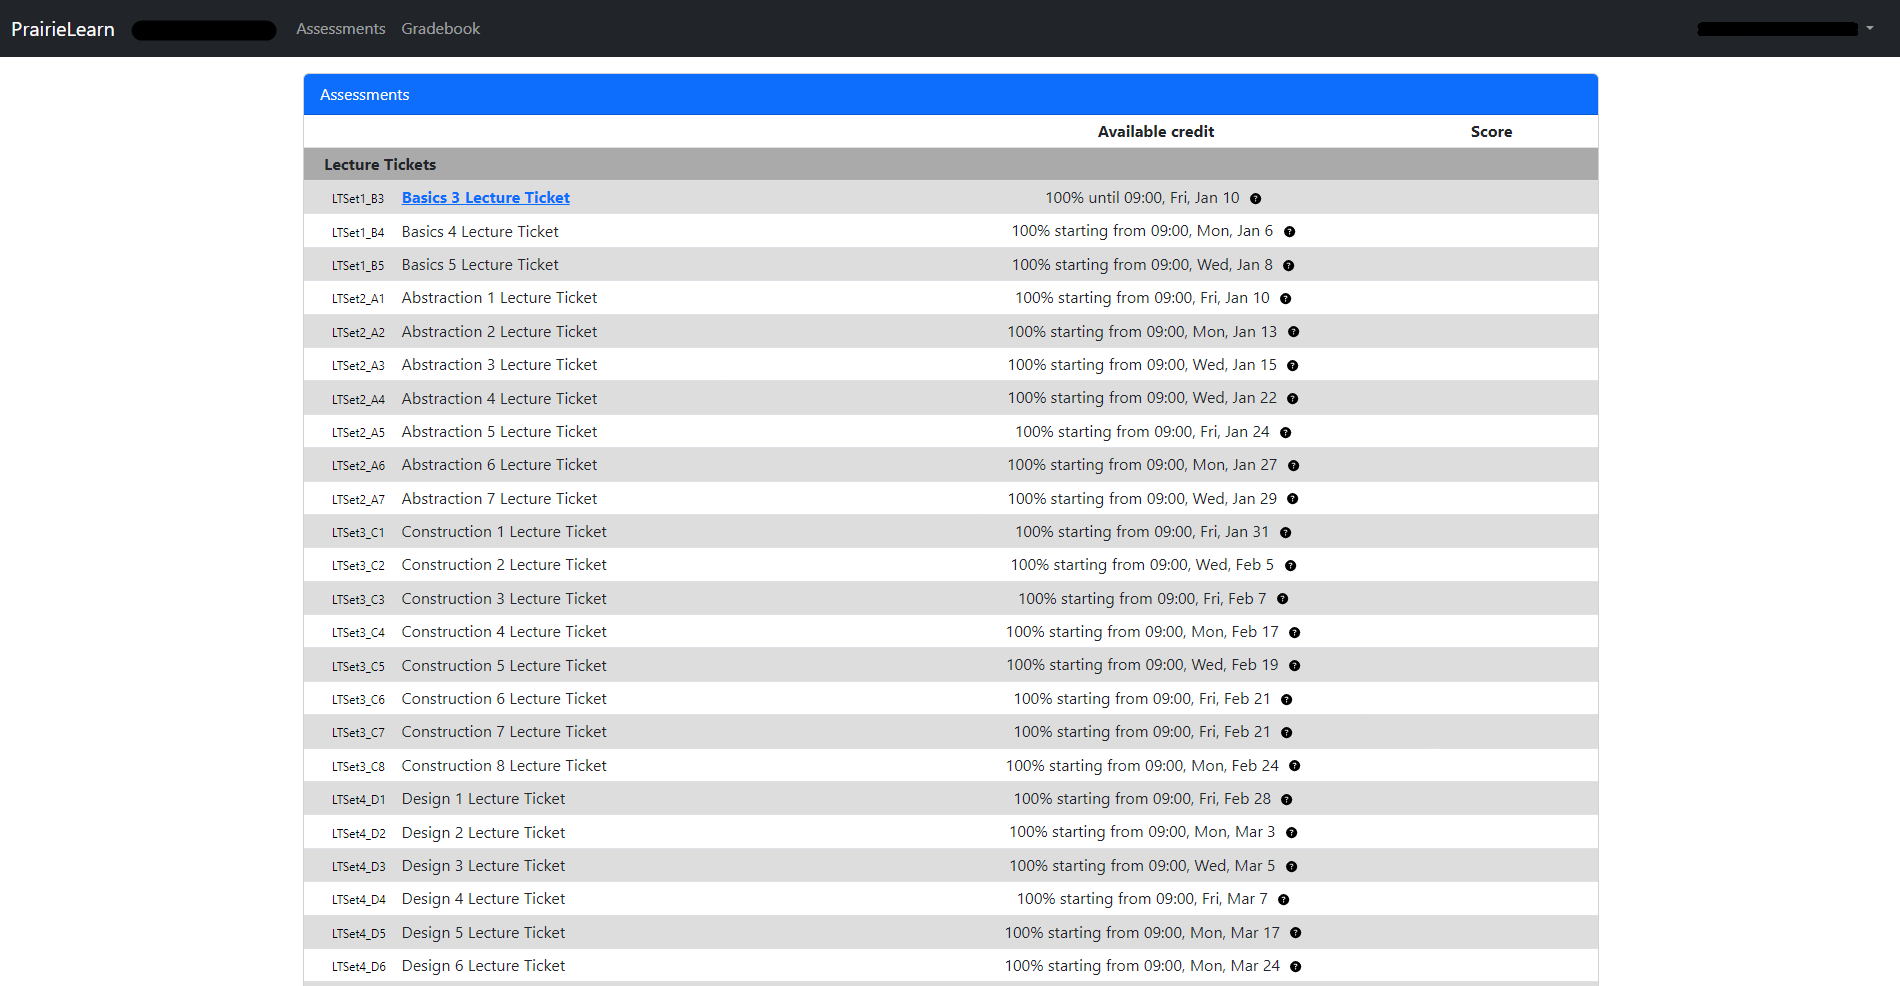 PrairieLearn Assessments Gradebook
Assessments
Available credit Score
Lecture Tickets
LTSet1_B3 Basics 3 Lecture Ticket 100% until 09:00, Fri, Jan 10
LTSet1_B4 Basics 4 Lecture Ticket 100% starting from 09:00, Mon, Jan 6
LTSet1_B5 Basics 5 Lecture Ticket 100% starting from 09:00, Wed, Jan 8
LTSet2_A1 Abstraction 1 Lecture Ticket 100% starting from 09:00, Fri, Jan 10
LTSet2_A2 Abstraction 2 Lecture Ticket 100% starting from 09:00, Mon, Jan 13
LTSet2_A3 Abstraction 3 Lecture Ticket 100% starting from 09:00, Wed, Jan 15
LTSet2_A4 Abstraction 4 Lecture Ticket 100% starting from 09:00, Wed, Jan 22
LTSet2_A5 Abstraction 5 Lecture Ticket 100% starting from 09:00, Fri, Jan 24
LTSet2_A6 Abstraction 6 Lecture Ticket 100% starting from 09:00, Mon, Jan 27
LTSet2_A7 Abstraction 7 Lecture Ticket 100% starting from 09:00, Wed, Jan 29
LTSet3_C1 Construction 1 Lecture Ticket 100% starting from 09:00, Fri, Jan 31
LTSet3_C2 Construction 2 Lecture Ticket 100% starting from 09:00, Wed, Feb 5
LTSet3_C3 Construction 3 Lecture Ticket 100% starting from 09:00, Fri, Feb 7
LTSet3_C4 Construction 4 Lecture Ticket 100% starting from 09:00, Mon, Feb 17
LTSet3_C5 Construction 5 Lecture Ticket 100% starting from 09:00, Wed, Feb 19
LTSet3_C6 Construction 6 Lecture Ticket 100% starting from 09:00, Fri, Feb 21
LTSet3_C7 Construction 7 Lecture Ticket 100% starting from 09:00, Fri, Feb 21
LTSet3_C8 Construction 8 Lecture Ticket 100% starting from 09:00, Mon, Feb 24
LTSet4_D1 Design 1 Lecture Ticket 100% starting from 09:00, Fri, Feb 28
LTSet4_D2 Design 2 Lecture Ticket 100% starting from 09:00, Mon, Mar 3
LTSet4_D3 Design 3 Lecture Ticket 100% starting from 09:00, Wed, Mar 5
LTSet4_D4 Design 4 Lecture Ticket 100% starting from 09:00, Fri, Mar 7
LTSet4_D5 Design 5 Lecture Ticket 100% starting from 09:00, Mon, Mar 17
LTSet4_D6 Design 6 Lecture Ticket 100% starting from 09:00, Mon, Mar 24